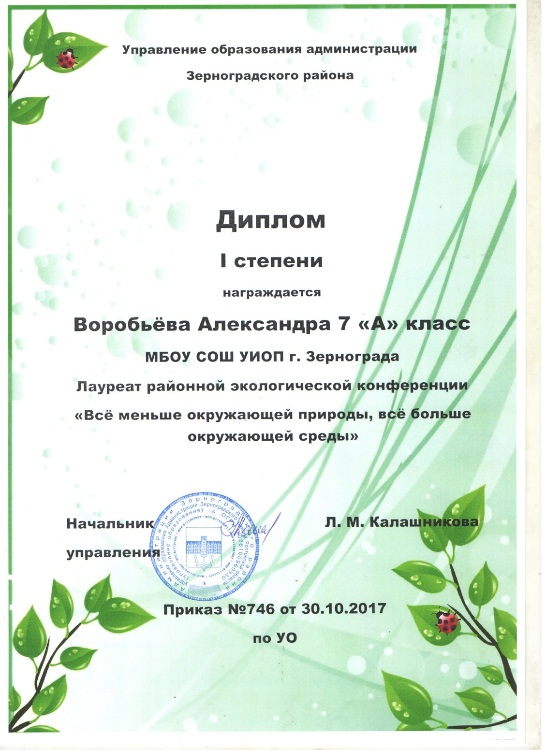 Управление образования администрации
Зерноградского района
Диплом
I степени
награждается
Воробьёва Александра 7 «А» класс
МБОУ СОШ УИОП г. Зернограда
Лауреат районной экологической конференции
«Всё меньше окружающей природы, всё больше
окружающей среды»
Начальник
управления
Л. М. Калашникова
Приказ №746 от 30.10.2017
по УО